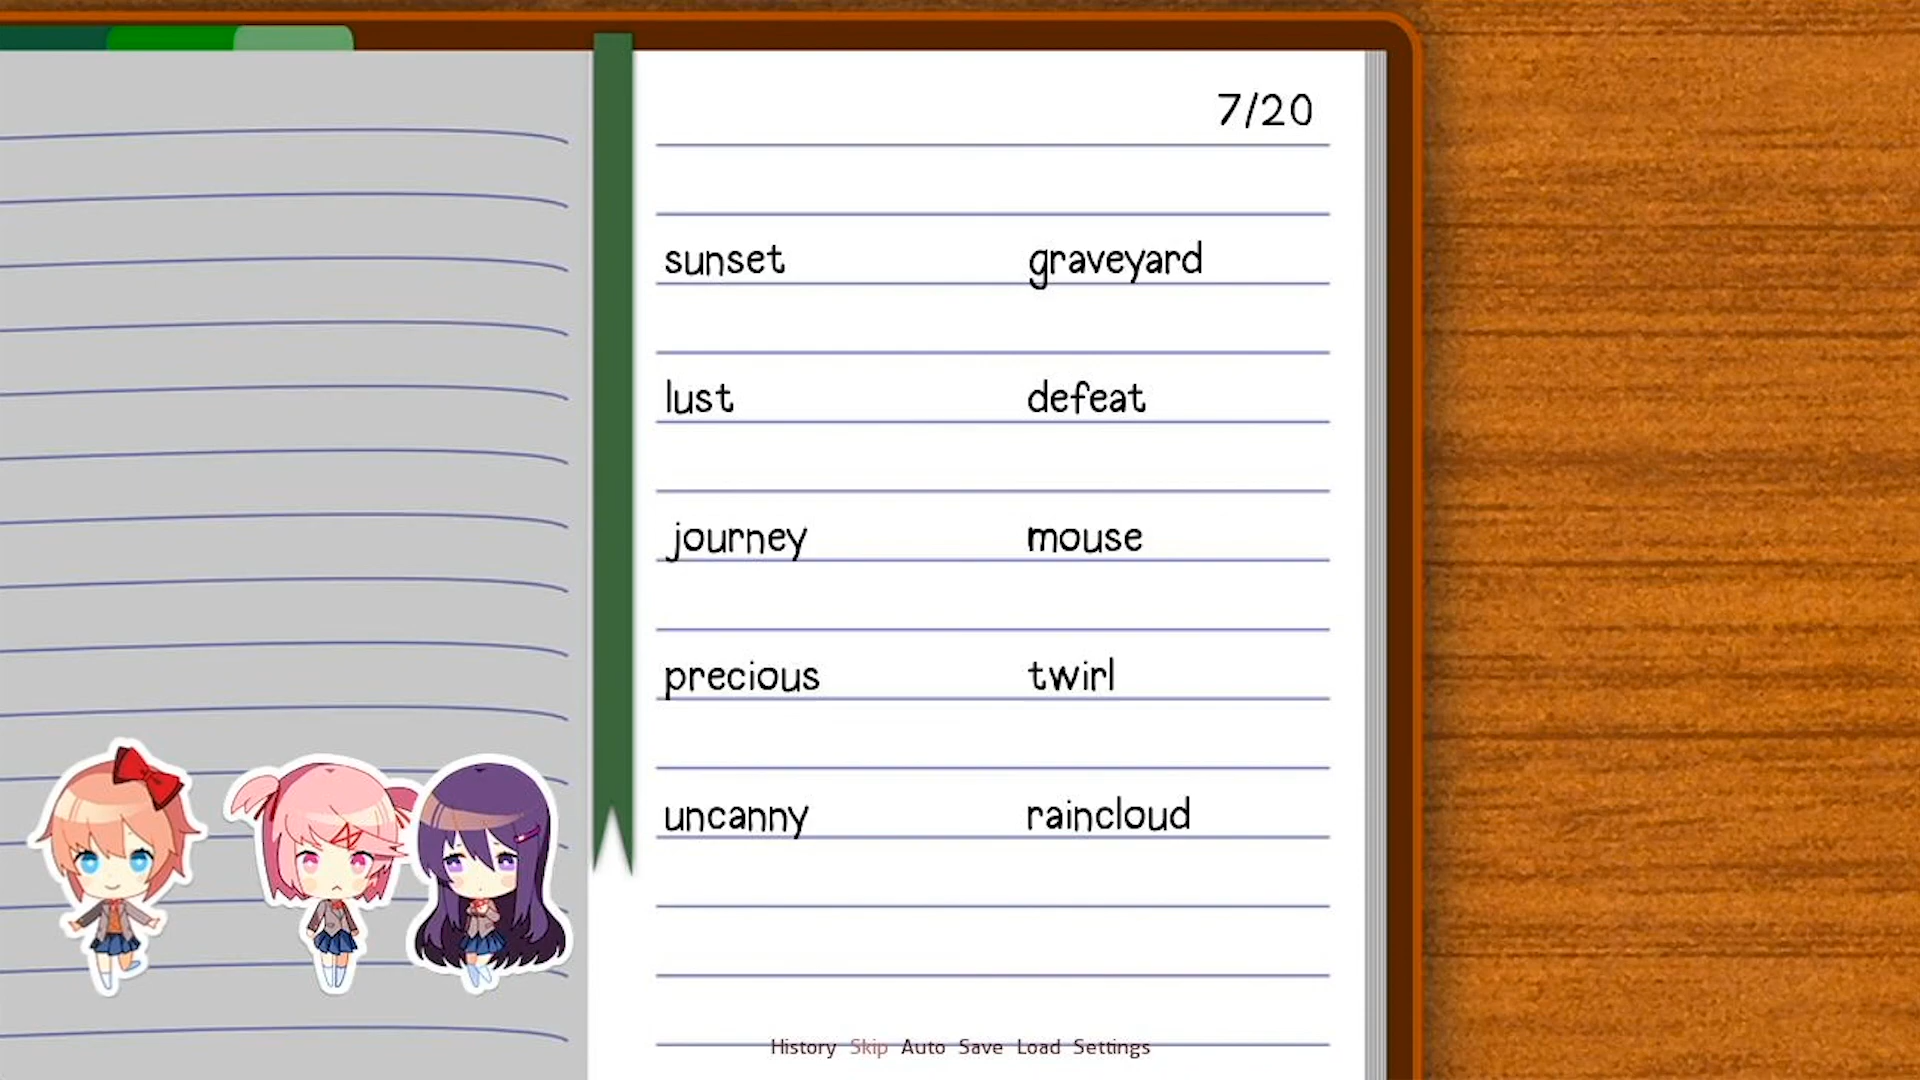 7/20
sunset graveyard
lust defeat
journey mouse
precious twirl
uncanny raincloud
History Skip Auto Save Load Settings